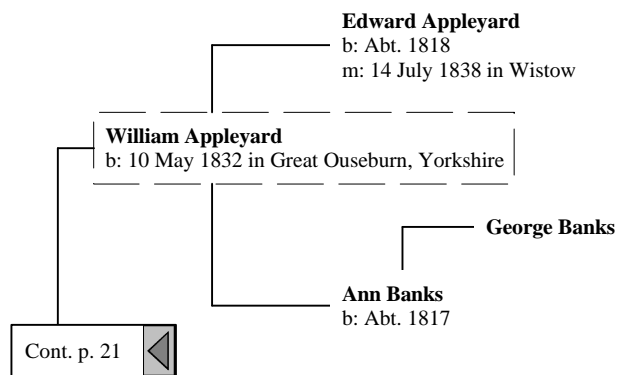 Edward Appleyard
b: Abt. 1818
m: 14 July 1838 in Wistow
William Appleyard
b: 10 May 1832 in Great Ouseburn, Yorkshire
George Banks
Ann Banks
b: Abt. 1817
Cont. p. 21